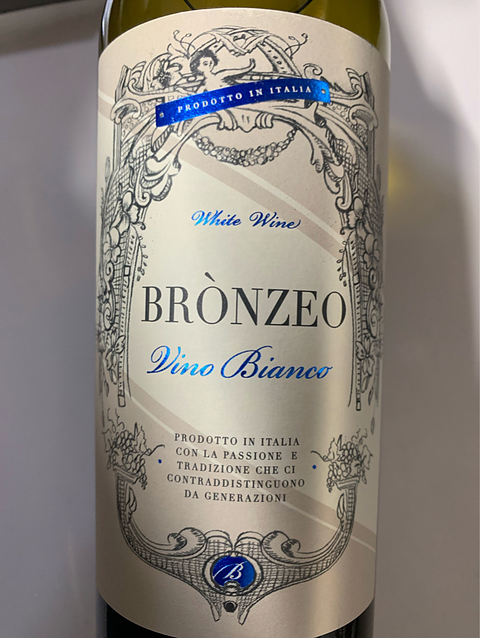 PRODOTTO IN ITALIA
White Wine
BRÒNZEO
Vino Bianco
PRODOTTO IN ITALIA
CON LA PASSIONE E
TRADIZIONE CHE CI
CONTRADDISTINGUONO
DA GENERAZIONI
B